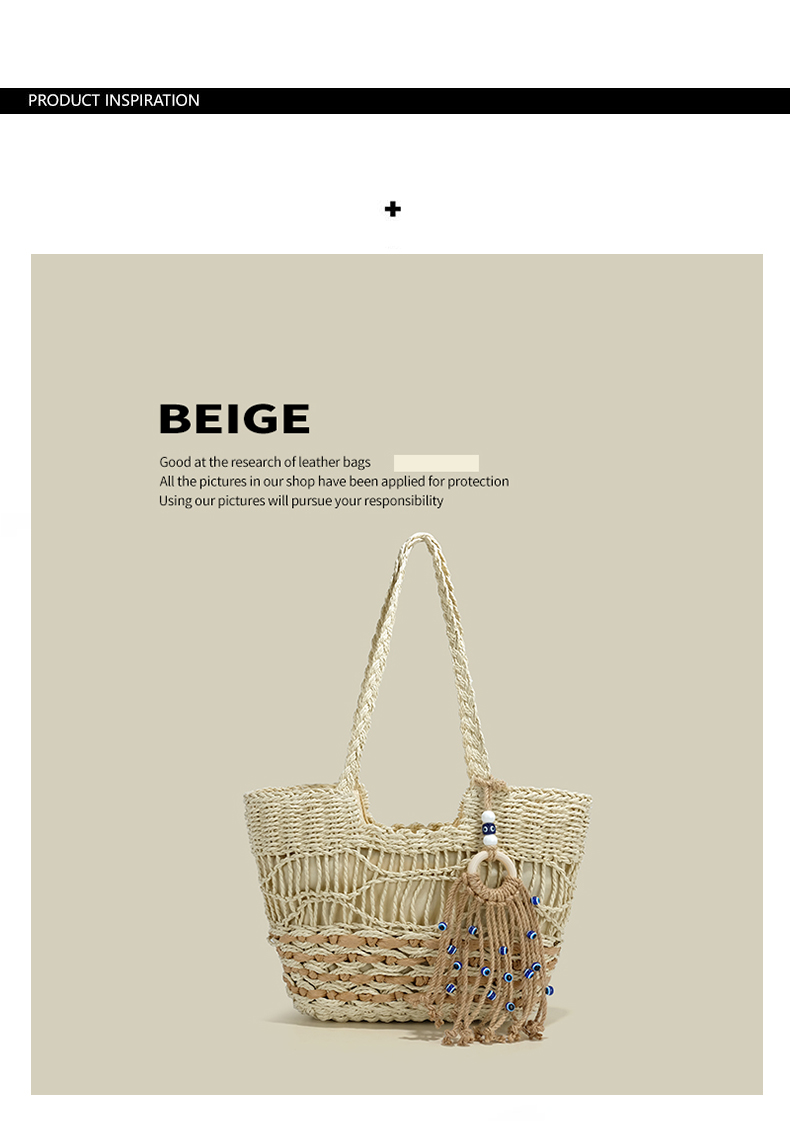 PRODUCT INSPIRATION
BEIGE
Good at the research of leather bags
All the pictures in our shop have been applied for protection
Using our pictures will pursue your responsibility